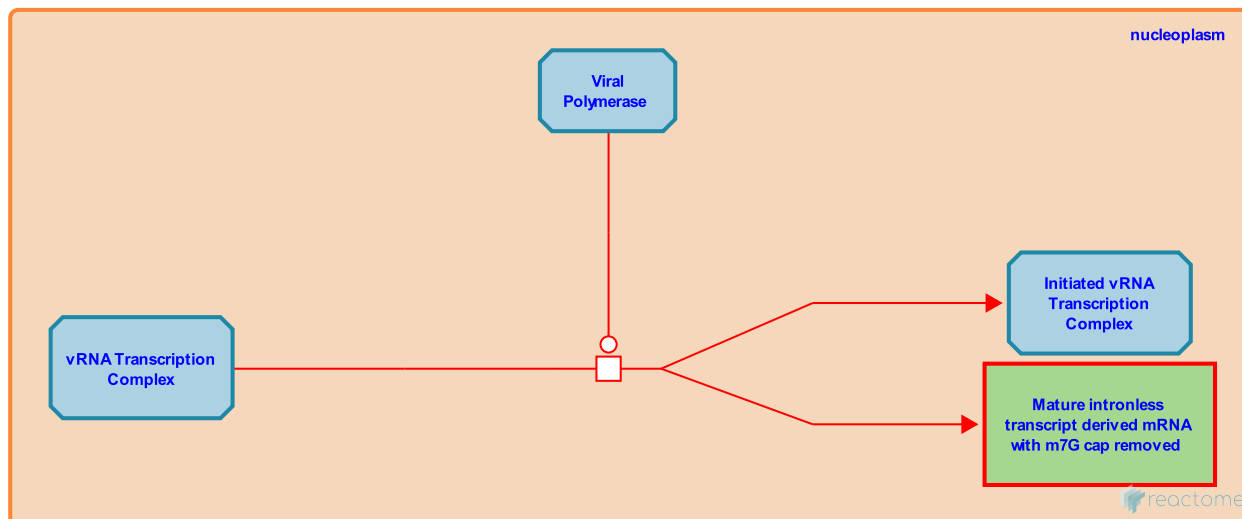 nucleoplasm
Viral
Polymerase
Initiated vRNA
Transcription
Complex
vRNA Transcription
Complex
Mature intronless
transcript derived mRNA
with m7G cap removed
reactome